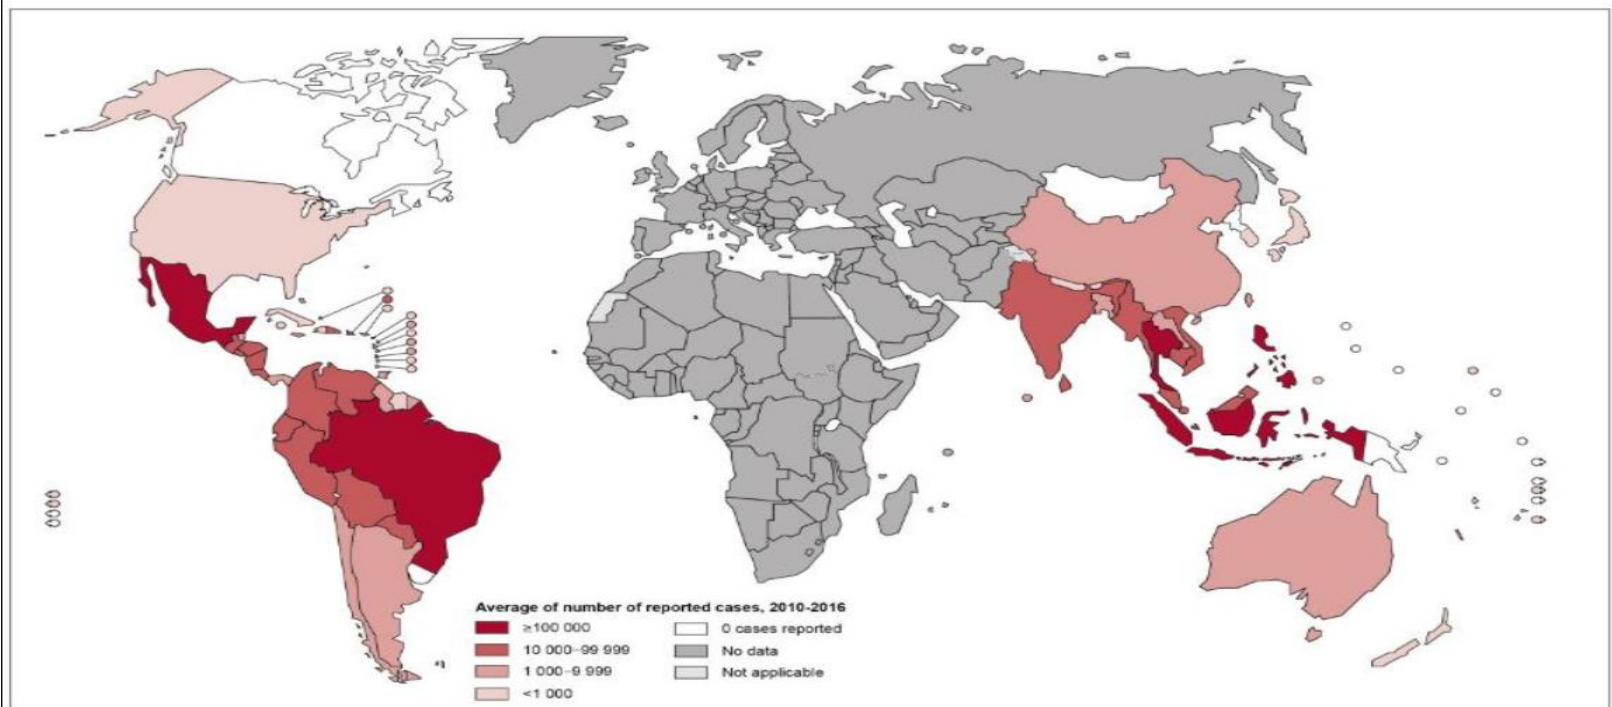 Average of number of reported cases, 2010-2016
≥100 000
10 000–99 999
1 000–9 999
<1 000
0 cases reported
No data
Not applicable